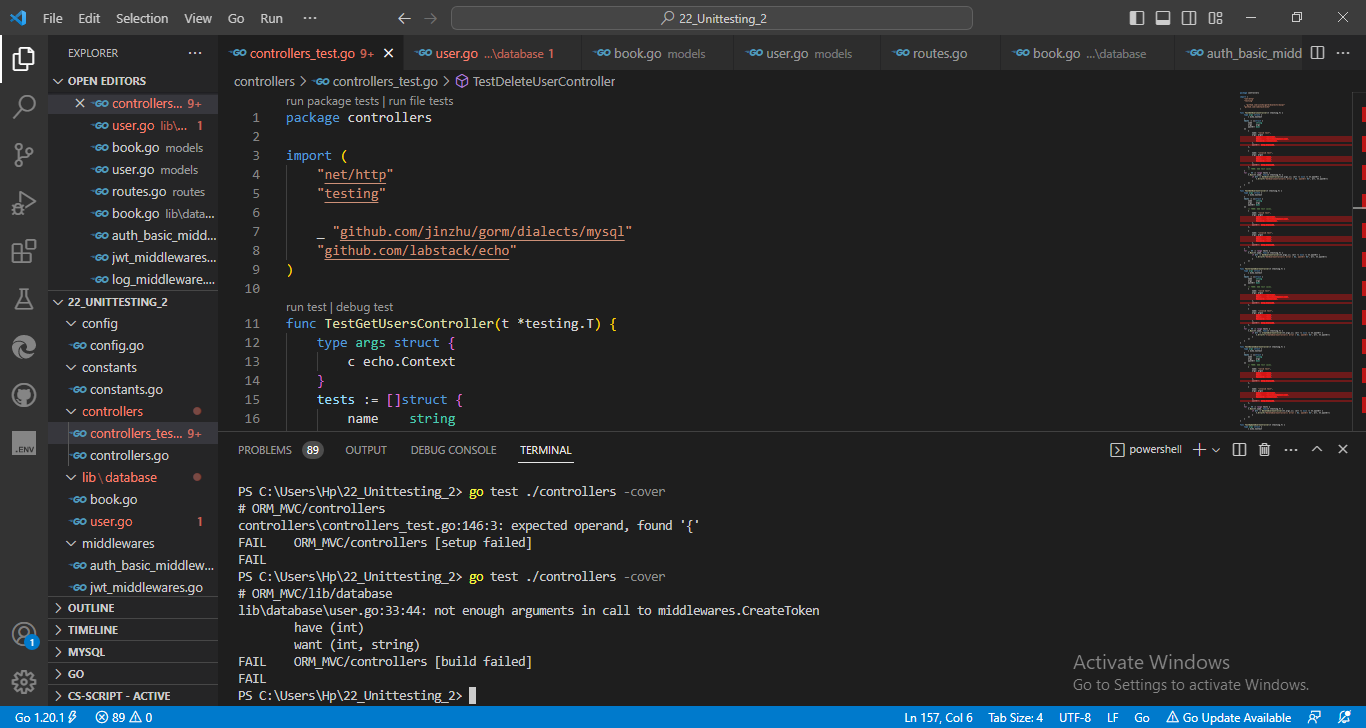 File Edit Selection View Go Run ··· 22_Unittesting_2
EXPLORER ···
OPEN EDITORS
controllers... 9+
user.go lib\... 1
book.go models
user.go models
routes.go routes
book.go lib\data...
auth_basic_midd...
jwt_middlewares...
log_middleware....
22_UNITTESTING_2
config
config.go
constants
constants.go
controllers
controllers_tes... 9+
controllers.go
lib\database
book.go
user.go 1
middlewares
auth_basic_middlew...
jwt_middlewares.go
OUTLINE
TIMELINE
MYSQL
GO
CS-SCRIPT - ACTIVE
.ENV
1
controllers_test.go 9+ user.go ...\database 1 book.go models user.go models routes.go book.go ...\database auth_basic_midd
controllers > controllers_test.go > TestDeleteUserController
run package tests | run file tests
1 package controllers
2
3 import (
4 "net/http"
5 "testing"
6
7 _ "github.com/jinzhu/gorm/dialects/mysql"
8 "github.com/labstack/echo"
9 )
10
run test | debug test
11 func TestGetUsersController(t *testing.T) {
12 type args struct {
13 c echo.Context
14 }
15 tests := []struct {
16 name string
PROBLEMS 89 OUTPUT DEBUG CONSOLE TERMINAL powershell
PS C:\Users\Hp\22_Unittesting_2> go test ./controllers -cover
# ORM_MVC/controllers
controllers\controllers_test.go:146:3: expected operand, found '{'
FAIL ORM_MVC/controllers [setup failed]
FAIL
PS C:\Users\Hp\22_Unittesting_2> go test ./controllers -cover
# ORM_MVC/lib/database
lib\database\user.go:33:44: not enough arguments in call to middlewares.CreateToken
have (int)
want (int, string)
FAIL ORM_MVC/controllers [build failed]
FAIL
PS C:\Users\Hp\22_Unittesting_2>
Activate Windows
Go to Settings to activate Windows.
Go 1.20.1 89 0 Ln 157, Col 6 Tab Size: 4 UTF-8 LF Go Go Update Available